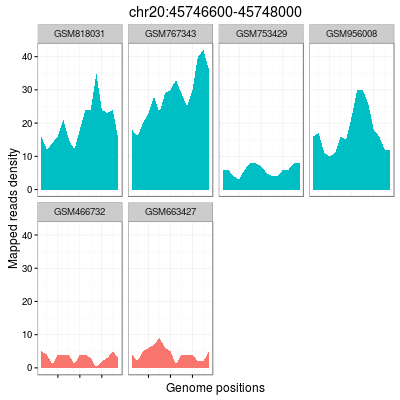 chr20:45746600-45748000
GSM818031 GSM767343 GSM753429 GSM956008
40
30
20
10
0
GSM466732 GSM663427
40
30
20
10
0
Mapped reads density
Genome positions